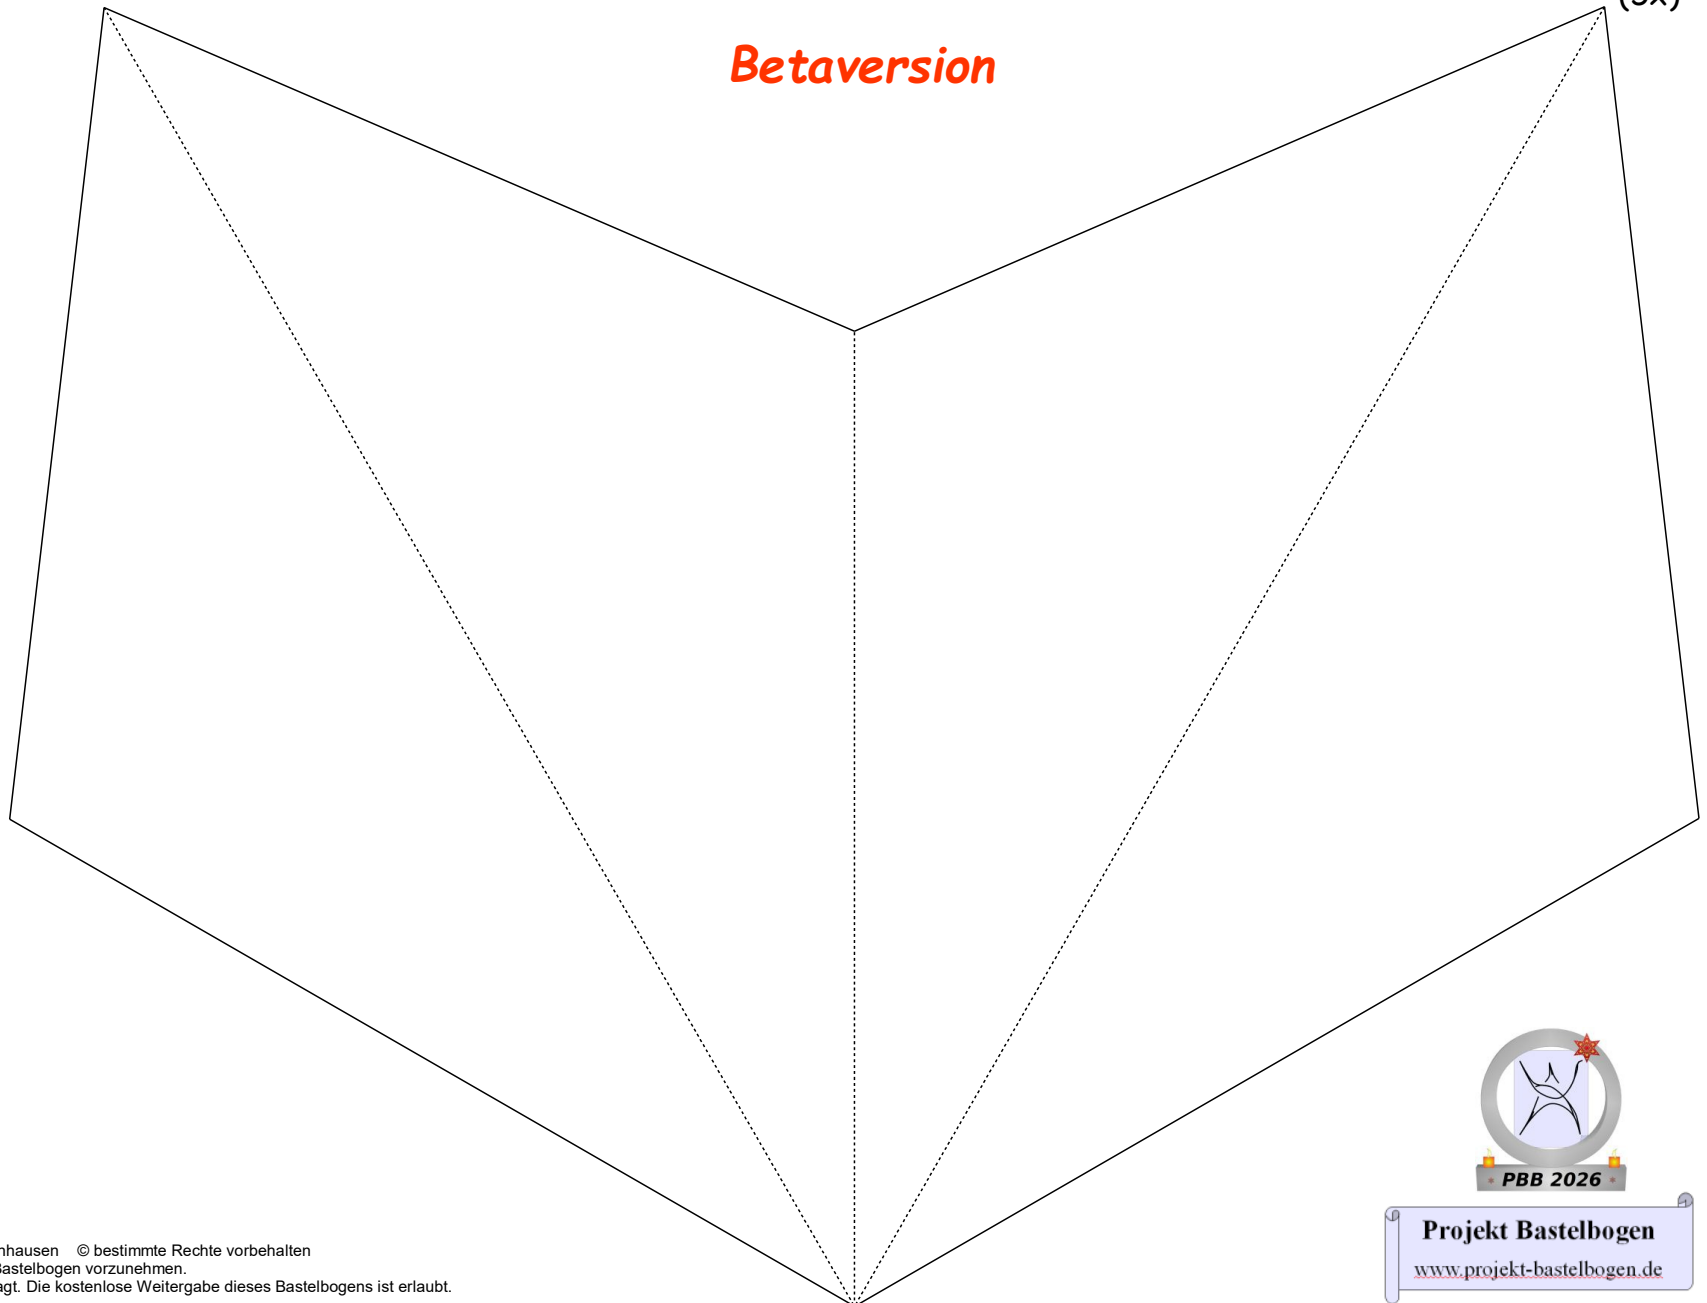 Betaversion
PBB 2026
Projekt Bastelbogen
www.projekt-bastelbogen.de
© bestimmte Rechte vorbehalten
vorzunehmen.
Die kostenlose Weitergabe dieses Bastelbogens ist erlaubt.